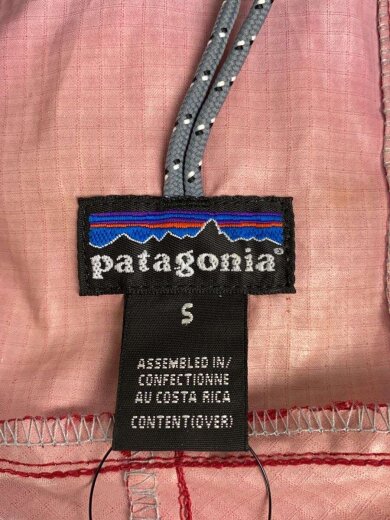 patagonia®
S
ASSEMBLED IN/
CONFECTIONNE
AU COSTA RICA
CONTENT(OVER)